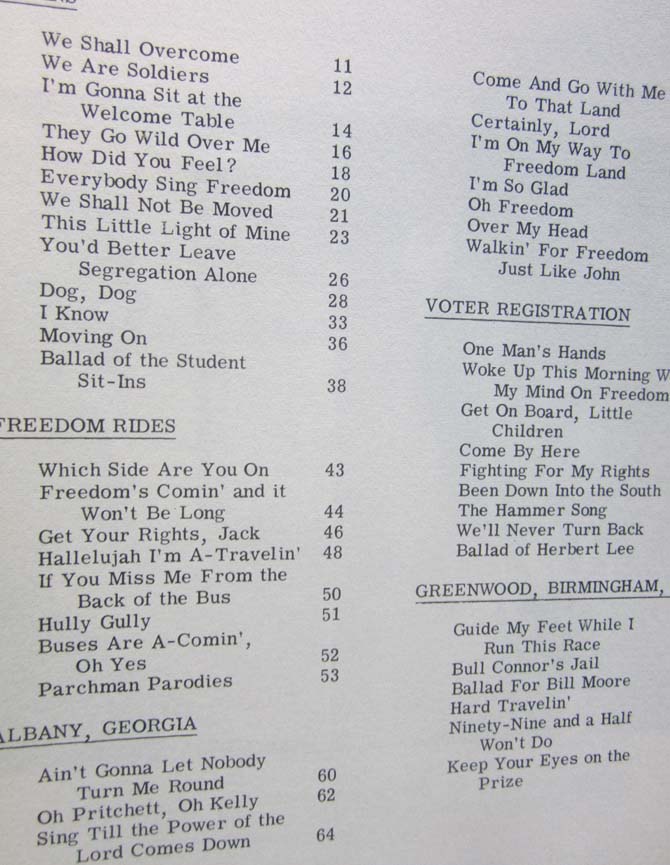 We Shall Overcome 11
We Are Soldiers 12
I'm Gonna Sit at the
Welcome Table 14
They Go Wild Over Me 16
How Did You Feel? 18
Everybody Sing Freedom 20
We Shall Not Be Moved 21
This Little Light of Mine 23
You'd Better Leave
Segregation Alone 26
Dog, Dog 28
I Know 33
Moving On 36
Ballad of the Student
Sit-Ins 38
FREEDOM RIDES
Which Side Are You On 43
Freedom's Comin' and it
Won't Be Long 44
Get Your Rights, Jack 46
Hallelujah I'm A-Travelin' 48
If You Miss Me From the
Back of the Bus 50
Hully Gully 51
Buses Are A-Comin',
Oh Yes 52
Parchman Parodies 53
ALBANY, GEORGIA
Ain't Gonna Let Nobody
Turn Me Round 60
Oh Pritchett, Oh Kelly 62
Sing Till the Power of the
Lord Comes Down 64
Come And Go With Me
To That Land
Certainly, Lord
I'm On My Way To
Freedom Land
I'm So Glad
Oh Freedom
Over My Head
Walkin' For Freedom
Just Like John
VOTER REGISTRATION
One Man's Hands
Woke Up This Morning W
My Mind On Freedom
Get On Board, Little
Children
Come By Here
Fighting For My Rights
Been Down Into the South
The Hammer Song
We'll Never Turn Back
Ballad of Herbert Lee
GREENWOOD, BIRMINGHAM,
Guide My Feet While I
Run This Race
Bull Connor's Jail
Ballad For Bill Moore
Hard Travelin'
Ninety-Nine and a Half
Won't Do
Keep Your Eyes on the
Prize